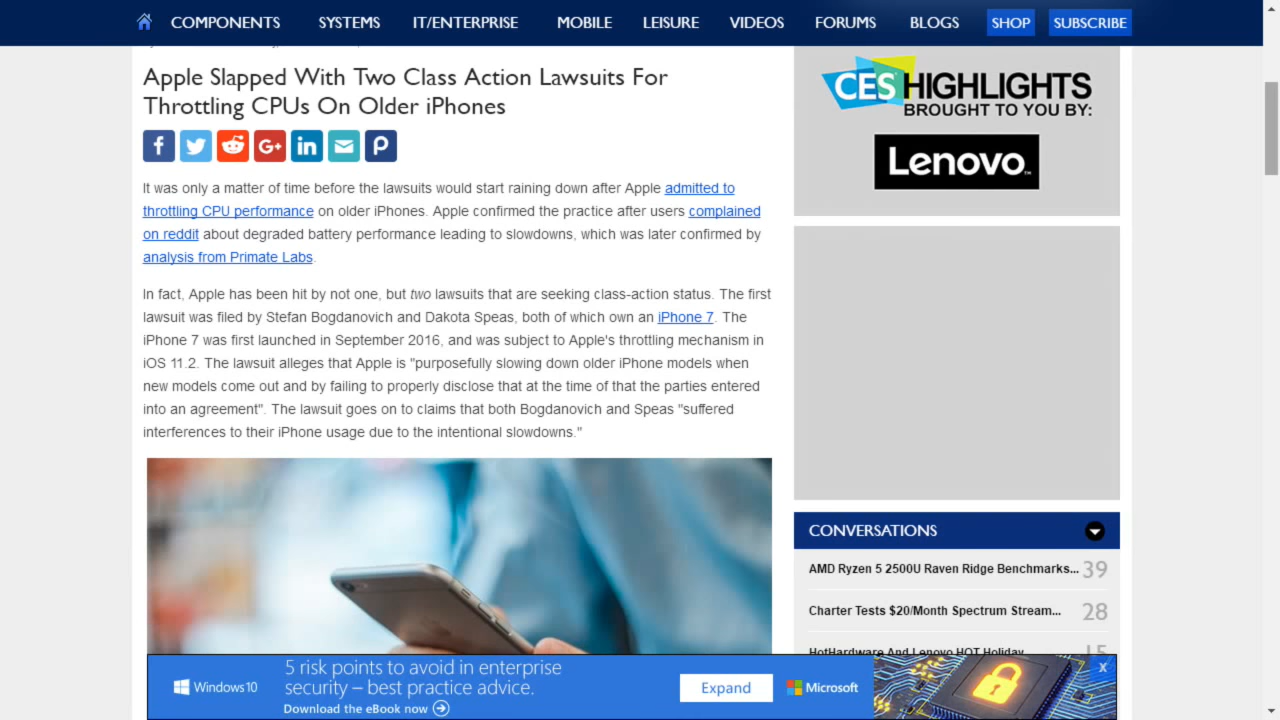 COMPONENTS SYSTEMS IT/ENTERPRISE MOBILE LEISURE VIDEOS FORUMS BLOGS SHOP SUBSCRIBE
Apple Slapped With Two Class Action Lawsuits For
Throttling CPUs On Older iPhones
It was only a matter of time before the lawsuits would start raining down after Apple admitted to
throttling CPU performance on older iPhones. Apple confirmed the practice after users complained
on reddit about degraded battery performance leading to slowdowns, which was later confirmed by
analysis from Primate Labs.
In fact, Apple has been hit by not one, but two lawsuits that are seeking class-action status. The first
lawsuit was filed by Stefan Bogdanovich and Dakota Speas, both of which own an iPhone 7. The
iPhone 7 was first launched in September 2016, and was subject to Apple's throttling mechanism in
iOS 11.2. The lawsuit alleges that Apple is "purposefully slowing down older iPhone models when
new models come out and by failing to properly disclose that at the time of that the parties entered
into an agreement". The lawsuit goes on to claims that both Bogdanovich and Speas "suffered
interferences to their iPhone usage due to the intentional slowdowns."
CES HIGHLIGHTS
BROUGHT TO YOU BY:
Lenovo™
CONVERSATIONS
AMD Ryzen 5 2500U Raven Ridge Benchmarks... 39
Charter Tests $20/Month Spectrum Stream... 28
HotHardware And Lenovo HOT Holiday 15
Windows 10
5 risk points to avoid in enterprise
security – best practice advice.
Download the eBook now
Expand
Microsoft
X